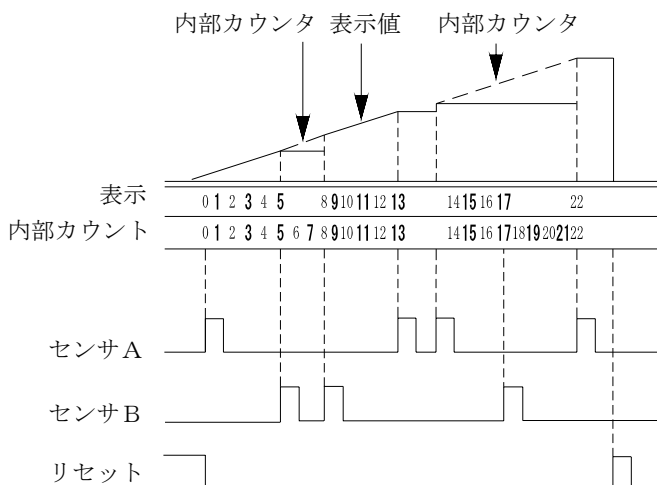 内部カウンタ 表示値 内部カウンタ
表示 0 1 2 3 4 5 8 9 10 11 12 13 14 15 16 17 22
内部カウント 0 1 2 3 4 5 6 7 8 9 10 11 12 13 14 15 16 17 18 19 20 21 22
センサA
センサB
リセット